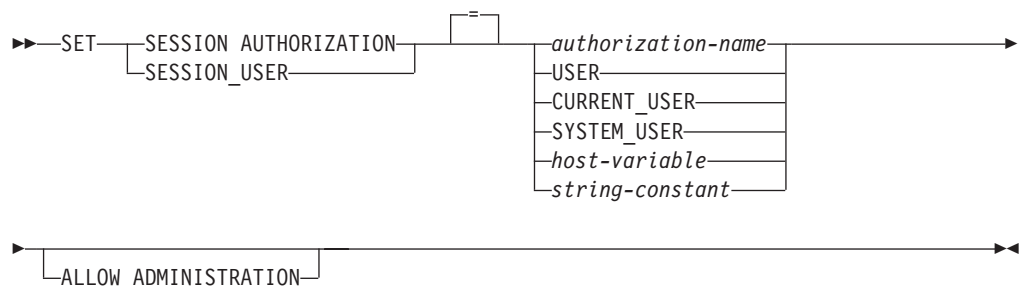 =
SET SESSION AUTHORIZATION authorization-name
SESSION_USER USER
CURRENT_USER
SYSTEM_USER
host-variable
string-constant
ALLOW ADMINISTRATION